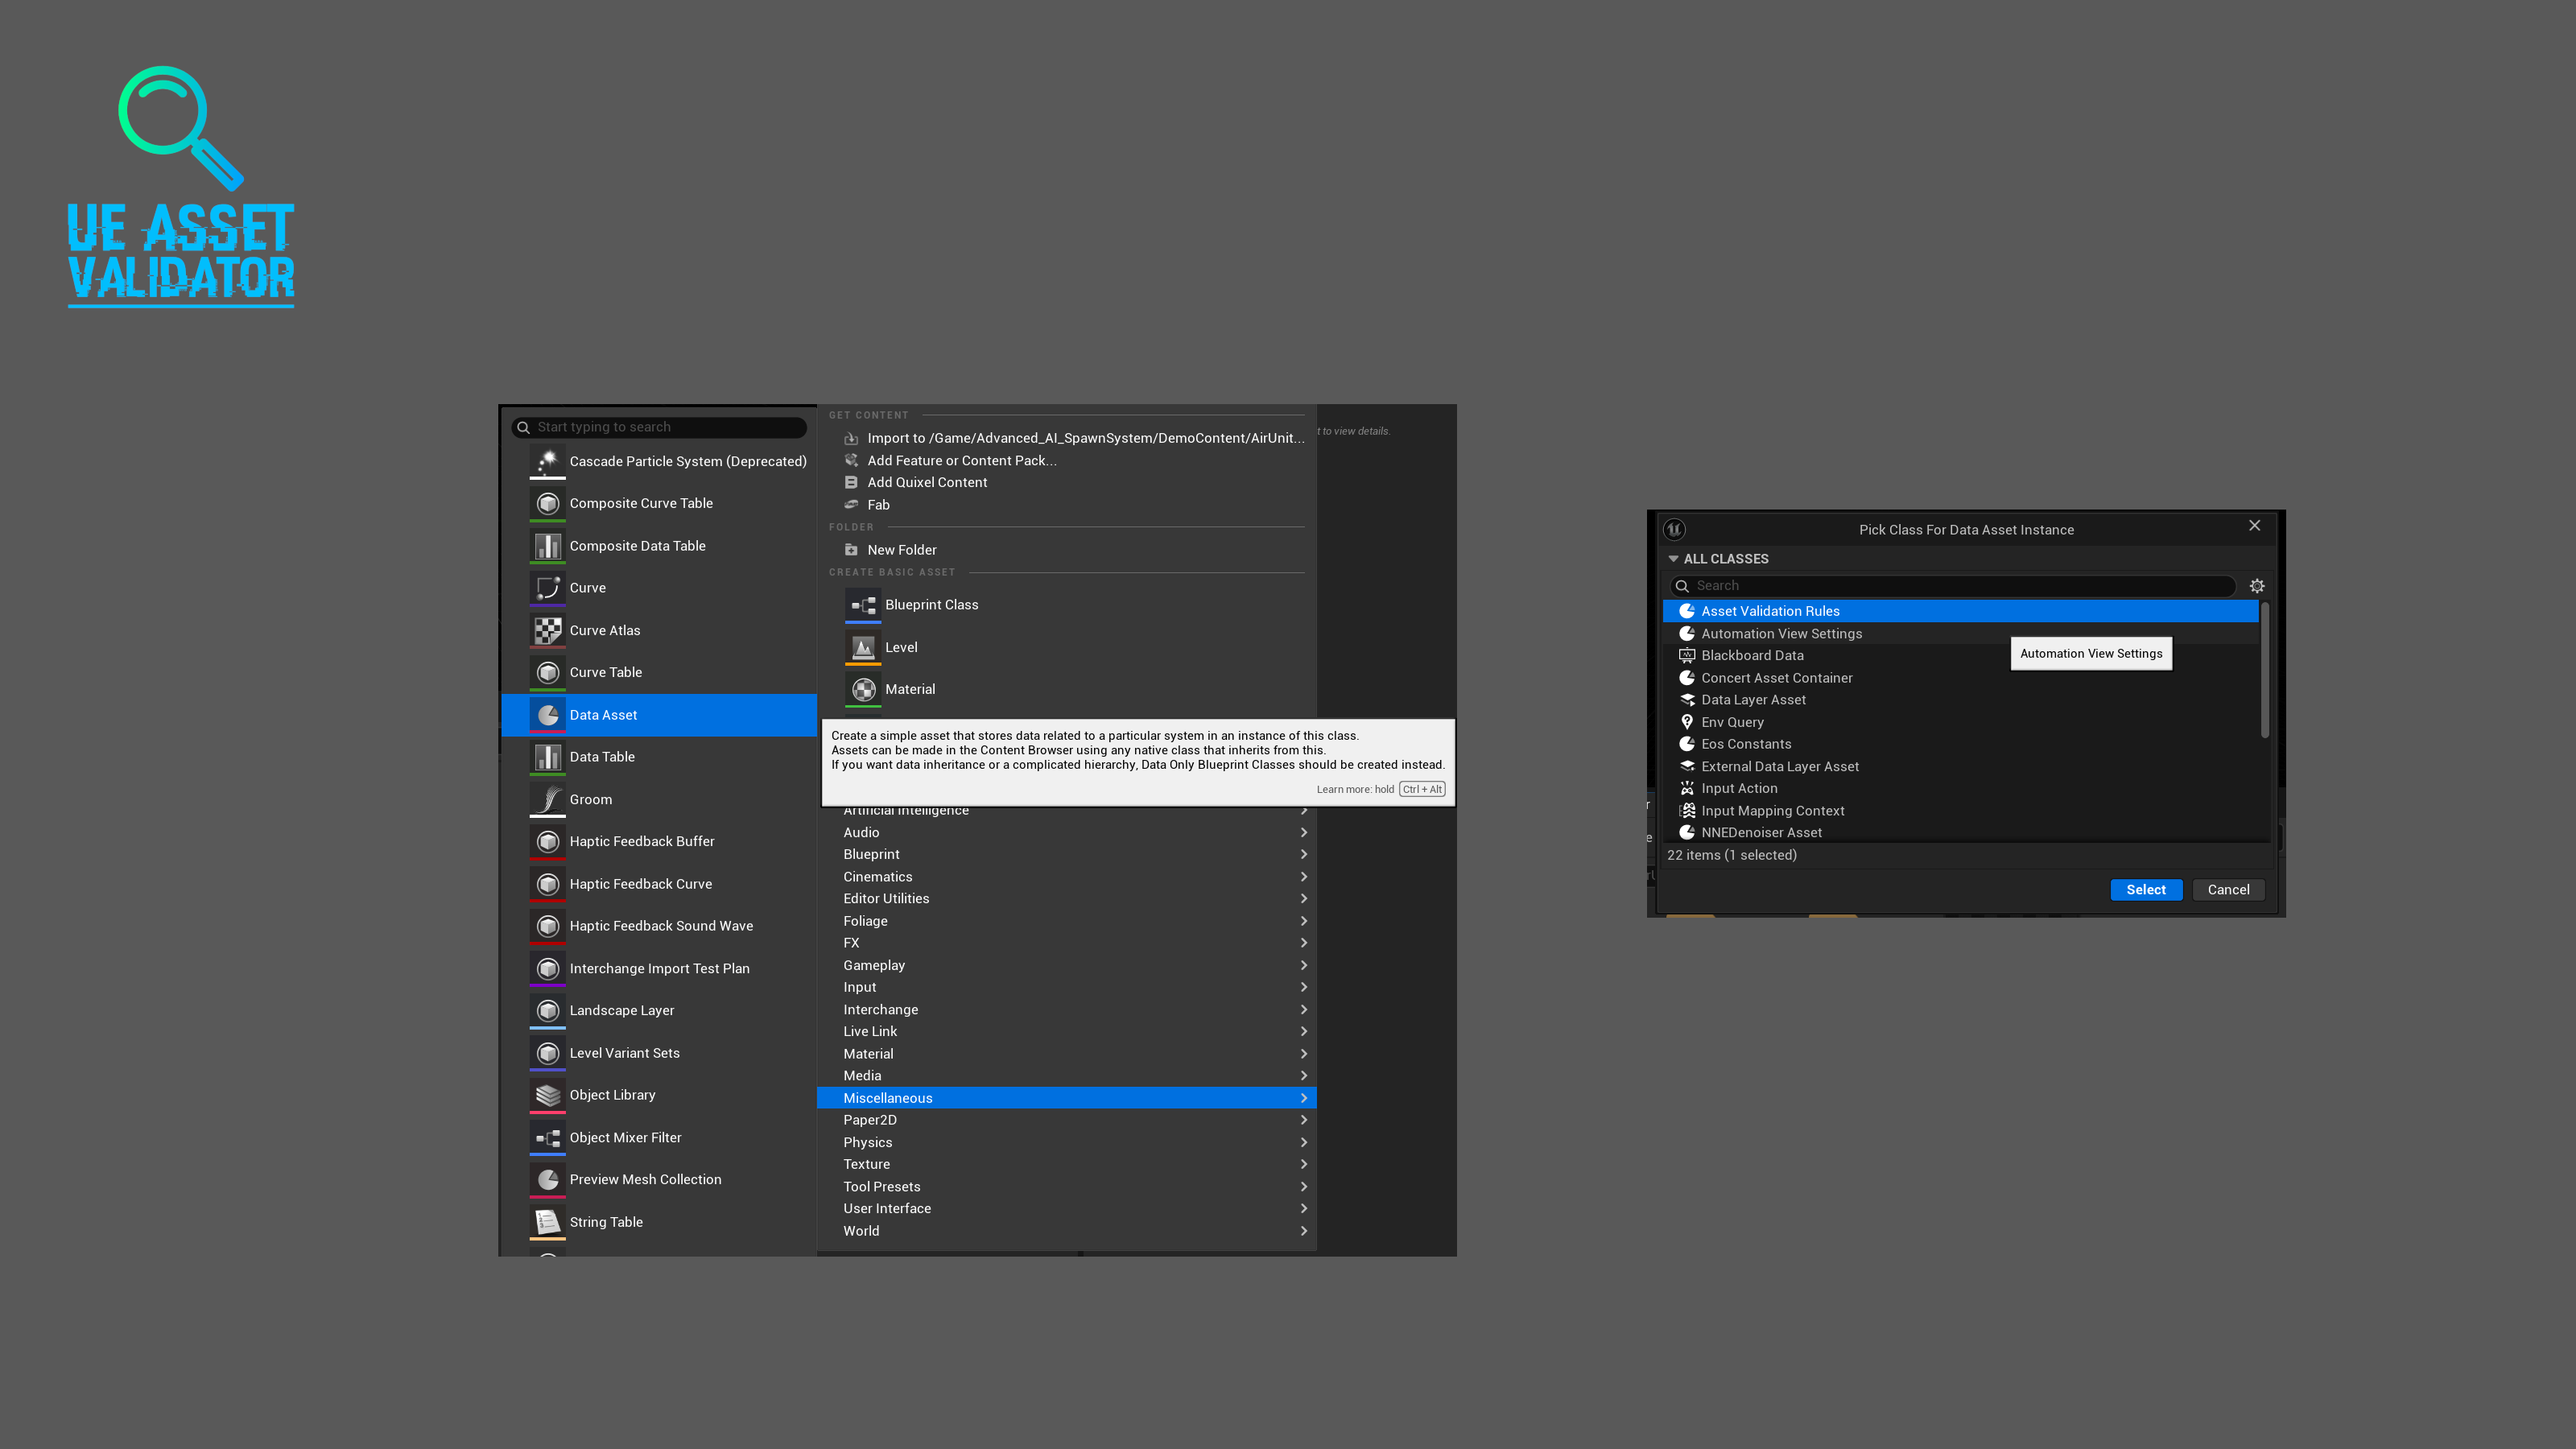 UE ASSET
VALIDATOR
Start typing to search
Cascade Particle System (Deprecated)
Composite Curve Table
Composite Data Table
Curve
Curve Atlas
Curve Table
Data Asset
Data Table
Groom
Haptic Feedback Buffer
Haptic Feedback Curve
Haptic Feedback Sound Wave
Interchange Import Test Plan
Landscape Layer
Level Variant Sets
Object Library
Object Mixer Filter
Preview Mesh Collection
String Table
GET CONTENT
Import to /Game/Advanced_AI_SpawnSystem/DemoContent/AirUnit...
Add Feature or Content Pack...
Add Quixel Content
Fab
FOLDER
New Folder
CREATE BASIC ASSET
Blueprint Class
Level
Material
t to view details.
Create a simple asset that stores data related to a particular system in an instance of this class.
Assets can be made in the Content Browser using any native class that inherits from this.
If you want data inheritance or a complicated hierarchy, Data Only Blueprint Classes should be created instead.
Learn more: hold Ctrl + Alt
Artificial Intelligence
Audio
Blueprint
Cinematics
Editor Utilities
Foliage
FX
Gameplay
Input
Interchange
Live Link
Material
Media
Miscellaneous
Paper2D
Physics
Texture
Tool Presets
User Interface
World
Pick Class For Data Asset Instance
ALL CLASSES
Search
Asset Validation Rules
Automation View Settings
Automation View Settings
Blackboard Data
Concert Asset Container
Data Layer Asset
Env Query
Eos Constants
External Data Layer Asset
Input Action
Input Mapping Context
NNEDenoiser Asset
22 items (1 selected)
Select
Cancel